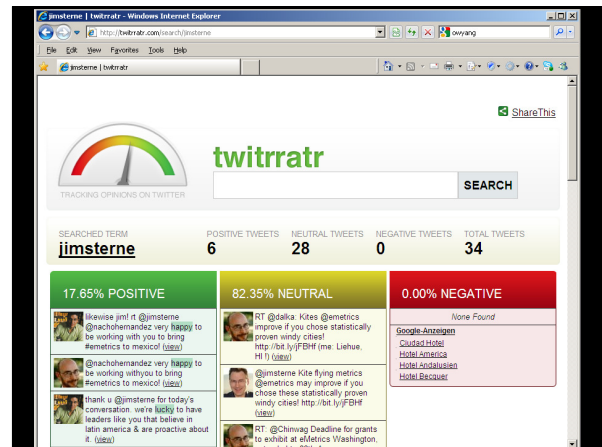 jimsterne | twitrratr - Windows Internet Explorer
http://twitrratr.com/search/jimsterne
owyang
File Edit View Favorites Tools Help
jimsterne | twitrratr
ShareThis
twitrratr
SEARCH
TRACKING OPINIONS ON TWITTER
SEARCHED TERM POSITIVE TWEETS NEUTRAL TWEETS NEGATIVE TWEETS TOTAL TWEETS
jimsterne 6 28 0 34
17.65% POSITIVE
likewise jim! rt @jimsterne
@nachohernandez very happy to
be working with you to bring
#emetrics to mexico! (view)
@nachohernandez very happy to
be working with you to bring
#emetrics to mexico! (view)
thank u @jimsterne for today's
conversation. we're lucky to have
leaders like you that believe in
latin america & are proactive about
it. (view)
82.35% NEUTRAL
RT @dalka: Kites @emetrics
improve if you chose statistically
proven windy cities!
http://bit.ly/jFBHf (me: Liehue,
HI !) (view)
@jimsterne Kite flying metrics
@emetrics may improve if you
chose these statistically proven
windy cities! http://bit.ly/jFBHf
(view)
RT: @Chinwag Deadline for grants
to exhibit at eMetrics Washington,
0.00% NEGATIVE
None Found
Google-Anzeigen
Ciudad Hotel
Hotel America
Hotel Andalusien
Hotel Becquer